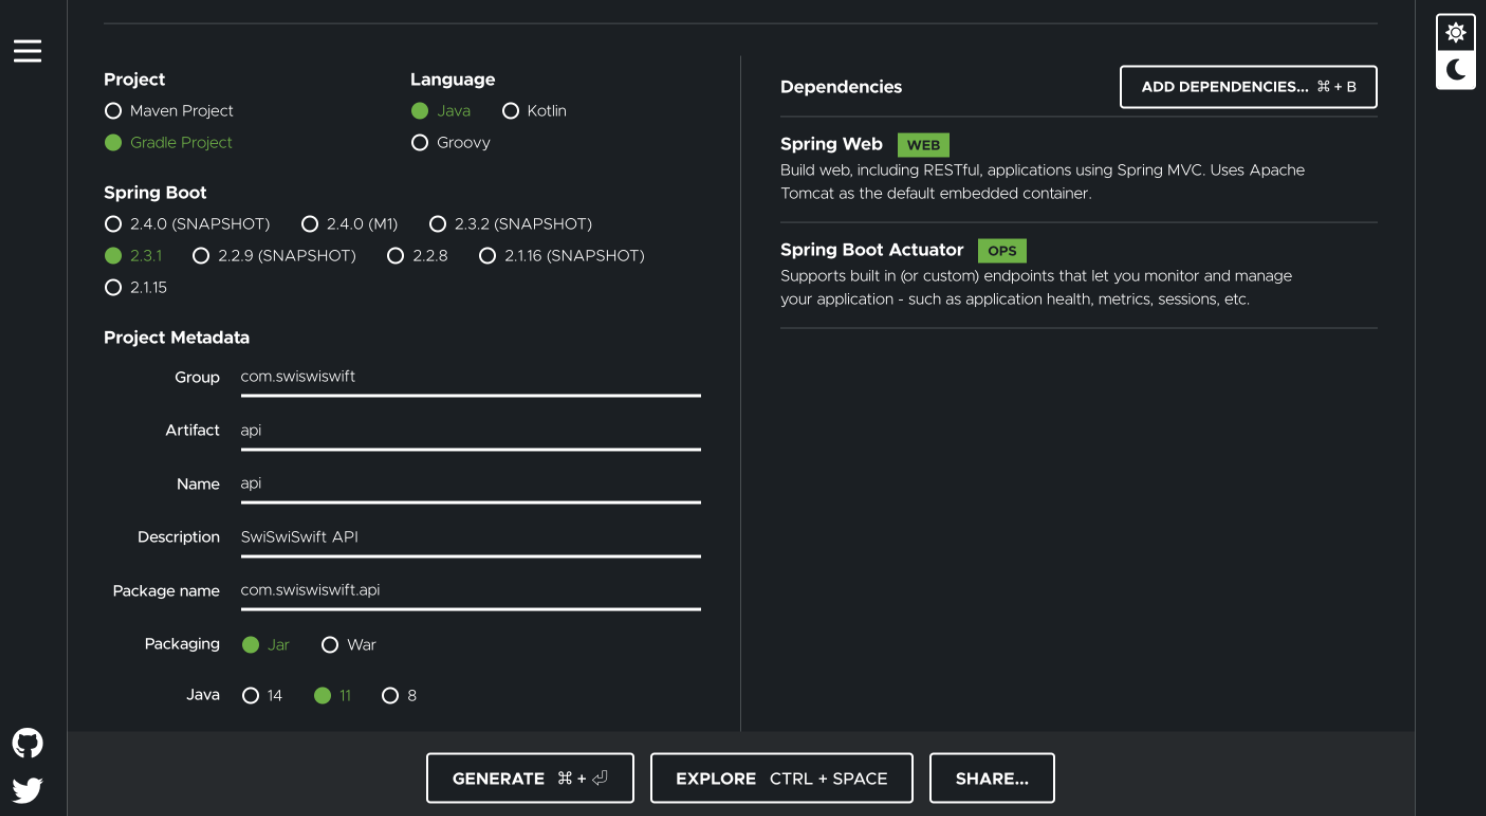 Project
Maven Project
Gradle Project
Language
Java Kotlin
Groovy
Spring Boot
2.4.0 (SNAPSHOT) 2.4.0 (M1) 2.3.2 (SNAPSHOT)
2.3.1 2.2.9 (SNAPSHOT) 2.2.8 2.1.16 (SNAPSHOT)
2.1.15
Project Metadata
Group com.swiswiswift
Artifact api
Name api
Description SwiSwiSwift API
Package name com.swiswiswift.api
Packaging Jar War
Java 14 11 8
Dependencies
ADD DEPENDENCIES... ⌘ + B
Spring Web WEB
Build web, including RESTful, applications using Spring MVC. Uses Apache
Tomcat as the default embedded container.
Spring Boot Actuator OPS
Supports built in (or custom) endpoints that let you monitor and manage
your application - such as application health, metrics, sessions, etc.
GENERATE ⌘ + ⏎
EXPLORE CTRL + SPACE
SHARE...